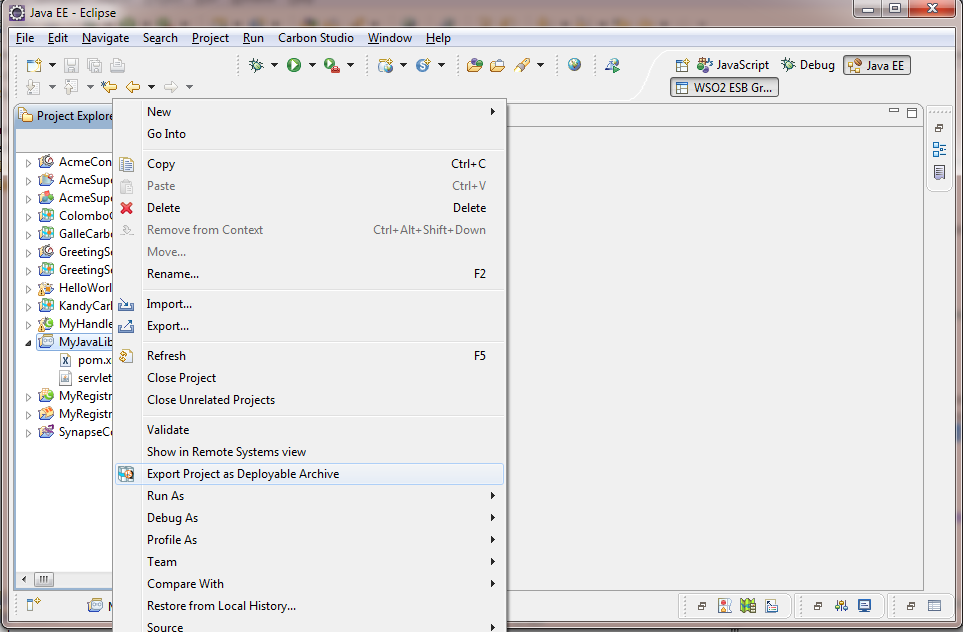 Java EE - Eclipse
File Edit Navigate Search Project Run Carbon Studio Window Help
JavaScript Debug Java EE
WSO2 ESB Gr...
Project Explore
New
Go Into
Copy Ctrl+C
Paste Ctrl+V
Delete Delete
Remove from Context Ctrl+Alt+Shift+Down
Move...
Rename... F2
Import...
Export...
Refresh F5
Close Project
Close Unrelated Projects
Validate
Show in Remote Systems view
Export Project as Deployable Archive
Run As
Debug As
Profile As
Team
Compare With
Restore from Local History...
Source
AcmeCon
AcmeSup
AcmeSup
Colombo
GalleCarb
GreetingS
GreetingS
HelloWorl
KandyCar
MyHandle
MyJavaLib
pom.x
servlet
MyRegistr
MyRegistr
SynapseC